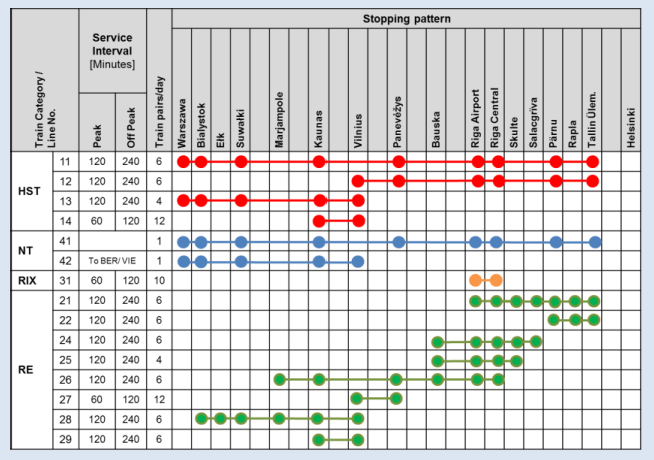 Stopping pattern
Service
Interval
[Minutes]
Train Category /
Line No.
Peak
Off Peak
Train pairs/day
Warszawa
Bialystok
Ełk
Suwałki
Marjampole
Kaunas
Vilnius
Panevėžys
Bauska
Riga Airport
Riga Central
Skulte
Salacgrīva
Pärnu
Rapla
Tallin Ülem.
Helsinki
HST
11 120 240 6
12 120 240 6
13 120 240 4
14 60 120 12
NT
41 1
42 To BER/ VIE 1
RIX 31 60 120 10
RE
21 120 240 6
22 120 240 6
24 120 240 6
25 120 240 4
26 120 240 6
27 60 120 12
28 120 240 6
29 120 240 6